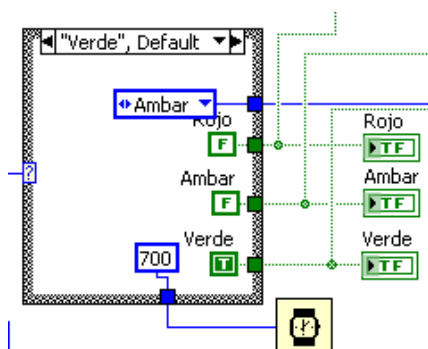 "Verde", Default
Ambar
Rojo
F
Rojo
TF
?
Ambar
F
Ambar
TF
Verde
T
Verde
TF
700